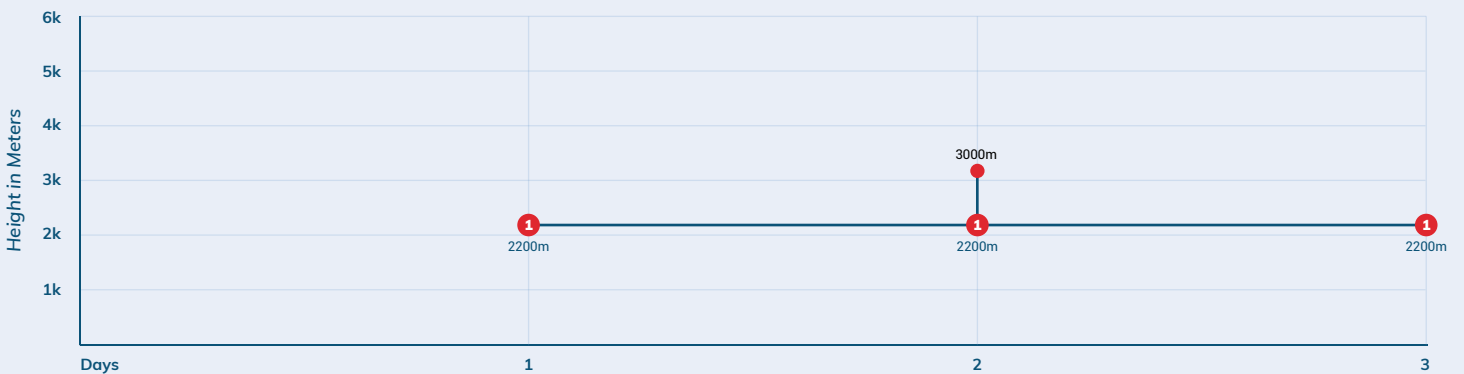 6k
5k
4k
3k
2k
1k
Height in Meters
3000m
1
1
1
2200m
2200m
2200m
Days
1
2
3